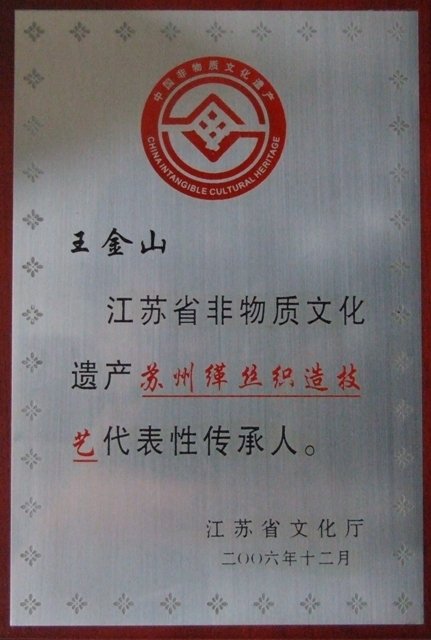 中国非物质文化遗产
CHINA INTANGIBLE CULTURAL HERITAGE
王金山
江苏省非物质文化
遗产苏州缂丝织造技
艺代表性传承人。
江苏省文化厅
二〇〇六年十二月